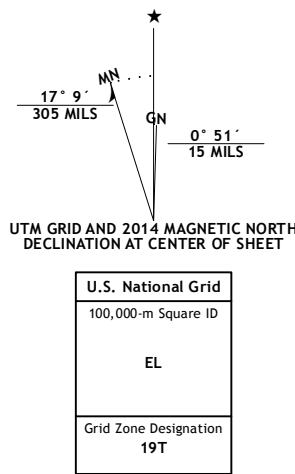 MN
17° 9´
305 MILS
GN
0° 51´
15 MILS
UTM GRID AND 2014 MAGNETIC NORTH
DECLINATION AT CENTER OF SHEET
U.S. National Grid
100,000-m Square ID
EL
Grid Zone Designation
19T